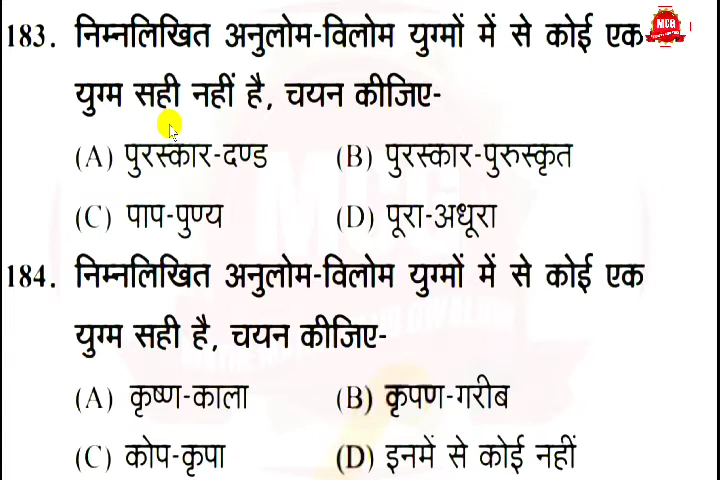 183. निम्नलिखित अनुलोम-विलोम युग्मों में से कोई एक
युग्म सही नहीं है, चयन कीजिए-
(A) पुरस्कार-दण्ड (B) पुरस्कार-पुरुस्कृत
(C) पाप-पुण्य (D) पूरा-अधूरा
184. निम्नलिखित अनुलोम-विलोम युग्मों में से कोई एक
युग्म सही है, चयन कीजिए-
(A) कृष्ण-काला (B) कृपण-गरीब
(C) कोप-कृपा (D) इनमें से कोई नहीं
MCH